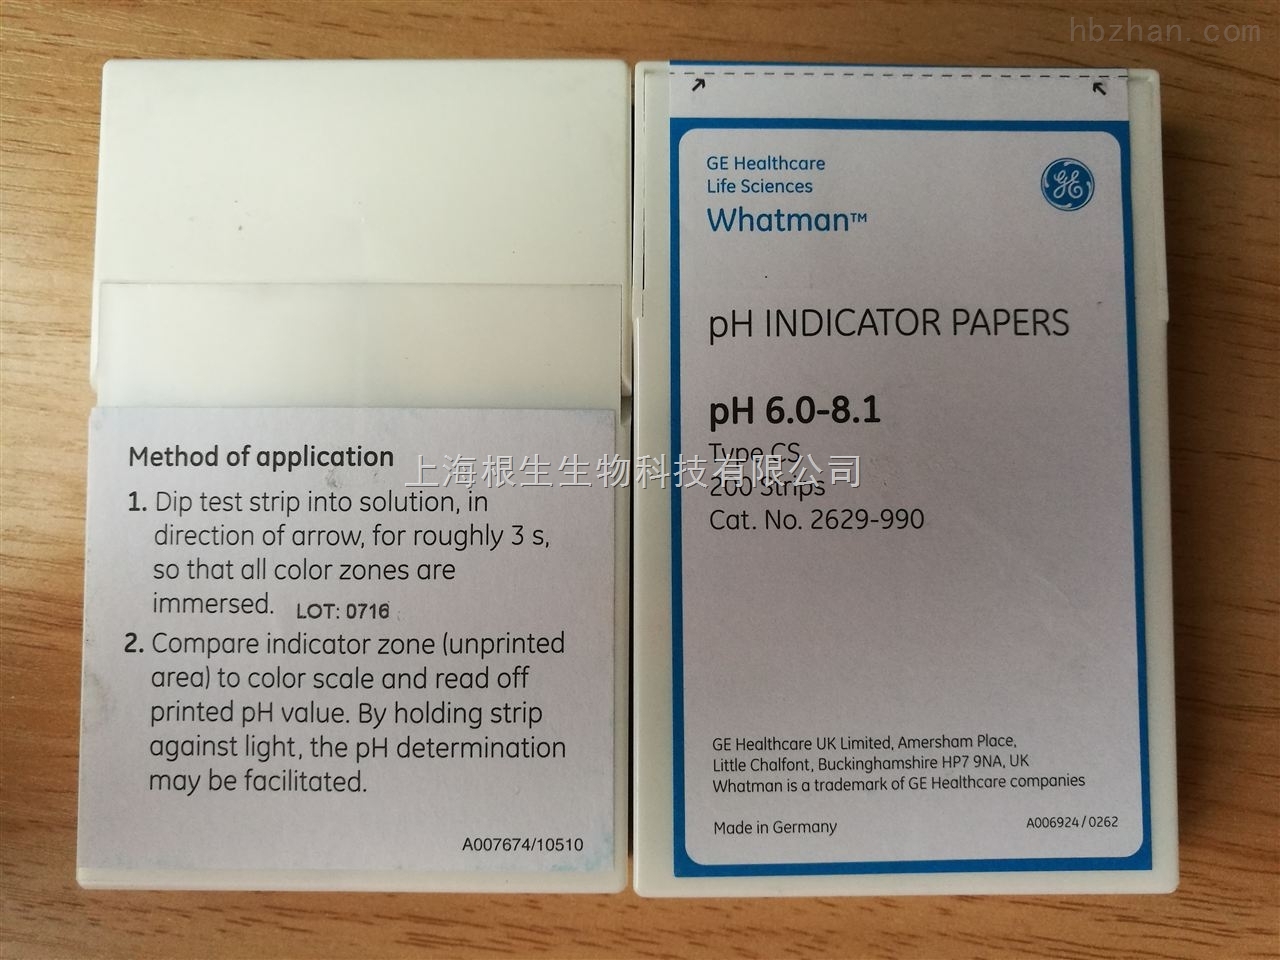 hbzhan.com
Method of application
1. Dip test strip into solution, in
direction of arrow, for roughly 3 s,
so that all color zones are
immersed.
LOT: 0716
2. Compare indicator zone (unprinted
area) to color scale and read off
printed pH value. By holding strip
against light, the pH determination
may be facilitated.
A007674/10510
上海根生生物科技有限公司
GE Healthcare
Life Sciences
Whatman™
GE
pH INDICATOR PAPERS
pH 6.0-8.1
Type CS
200 Strips
Cat. No. 2629-990
GE Healthcare UK Limited, Amersham Place,
Little Chalfont, Buckinghamshire HP7 9NA, UK
Whatman is a trademark of GE Healthcare companies
Made in Germany
A006924/0262